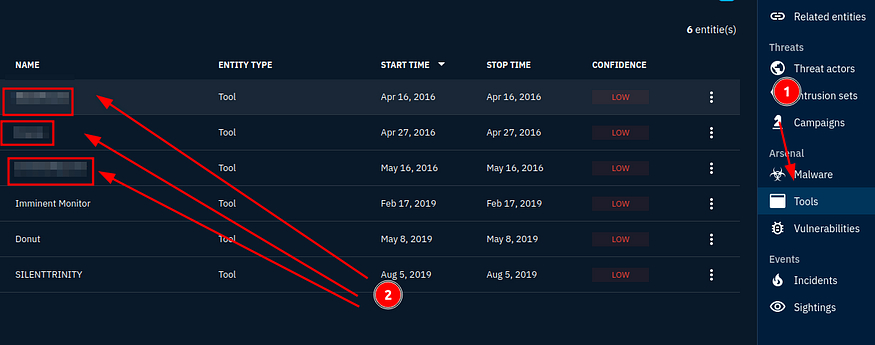 6 entitie(s)
NAME ENTITY TYPE START TIME STOP TIME CONFIDENCE
Tool Apr 16, 2016 Apr 16, 2016 LOW
Tool Apr 27, 2016 Apr 27, 2016 LOW
Tool May 16, 2016 May 16, 2016 LOW
Imminent Monitor Tool Feb 17, 2019 Feb 17, 2019 LOW
Donut Tool May 8, 2019 May 8, 2019 LOW
SILENTTRINITY Tool Aug 5, 2019 Aug 5, 2019 LOW
2
Related entities
Threats
Threat actors
1
Intrusion sets
Campaigns
Arsenal
Malware
Tools
Vulnerabilities
Events
Incidents
Sightings